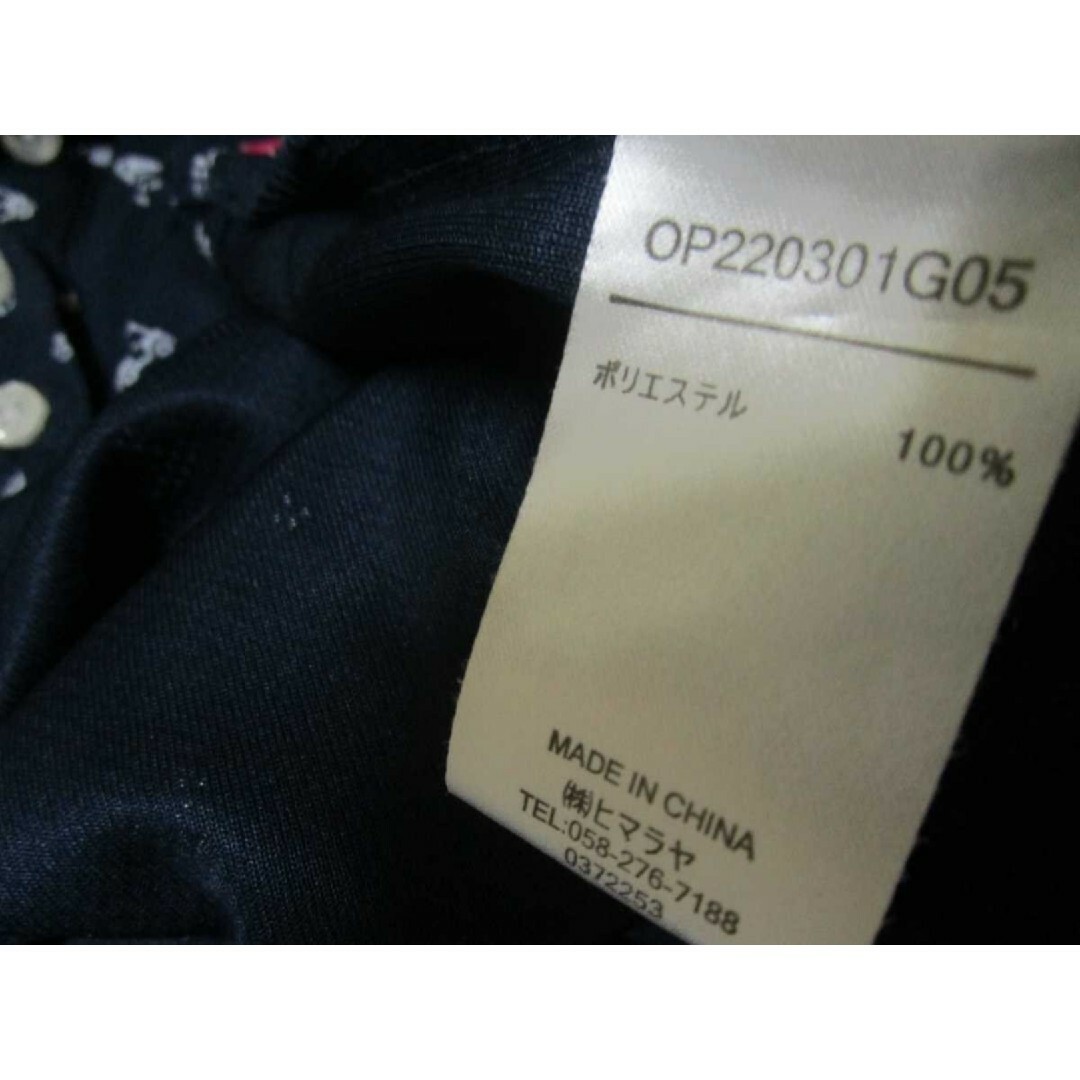 OP220301G05
ポリエステル
100%
MADE IN CHINA
㈱ヒマラヤ
TEL:058-276-7188
0372253